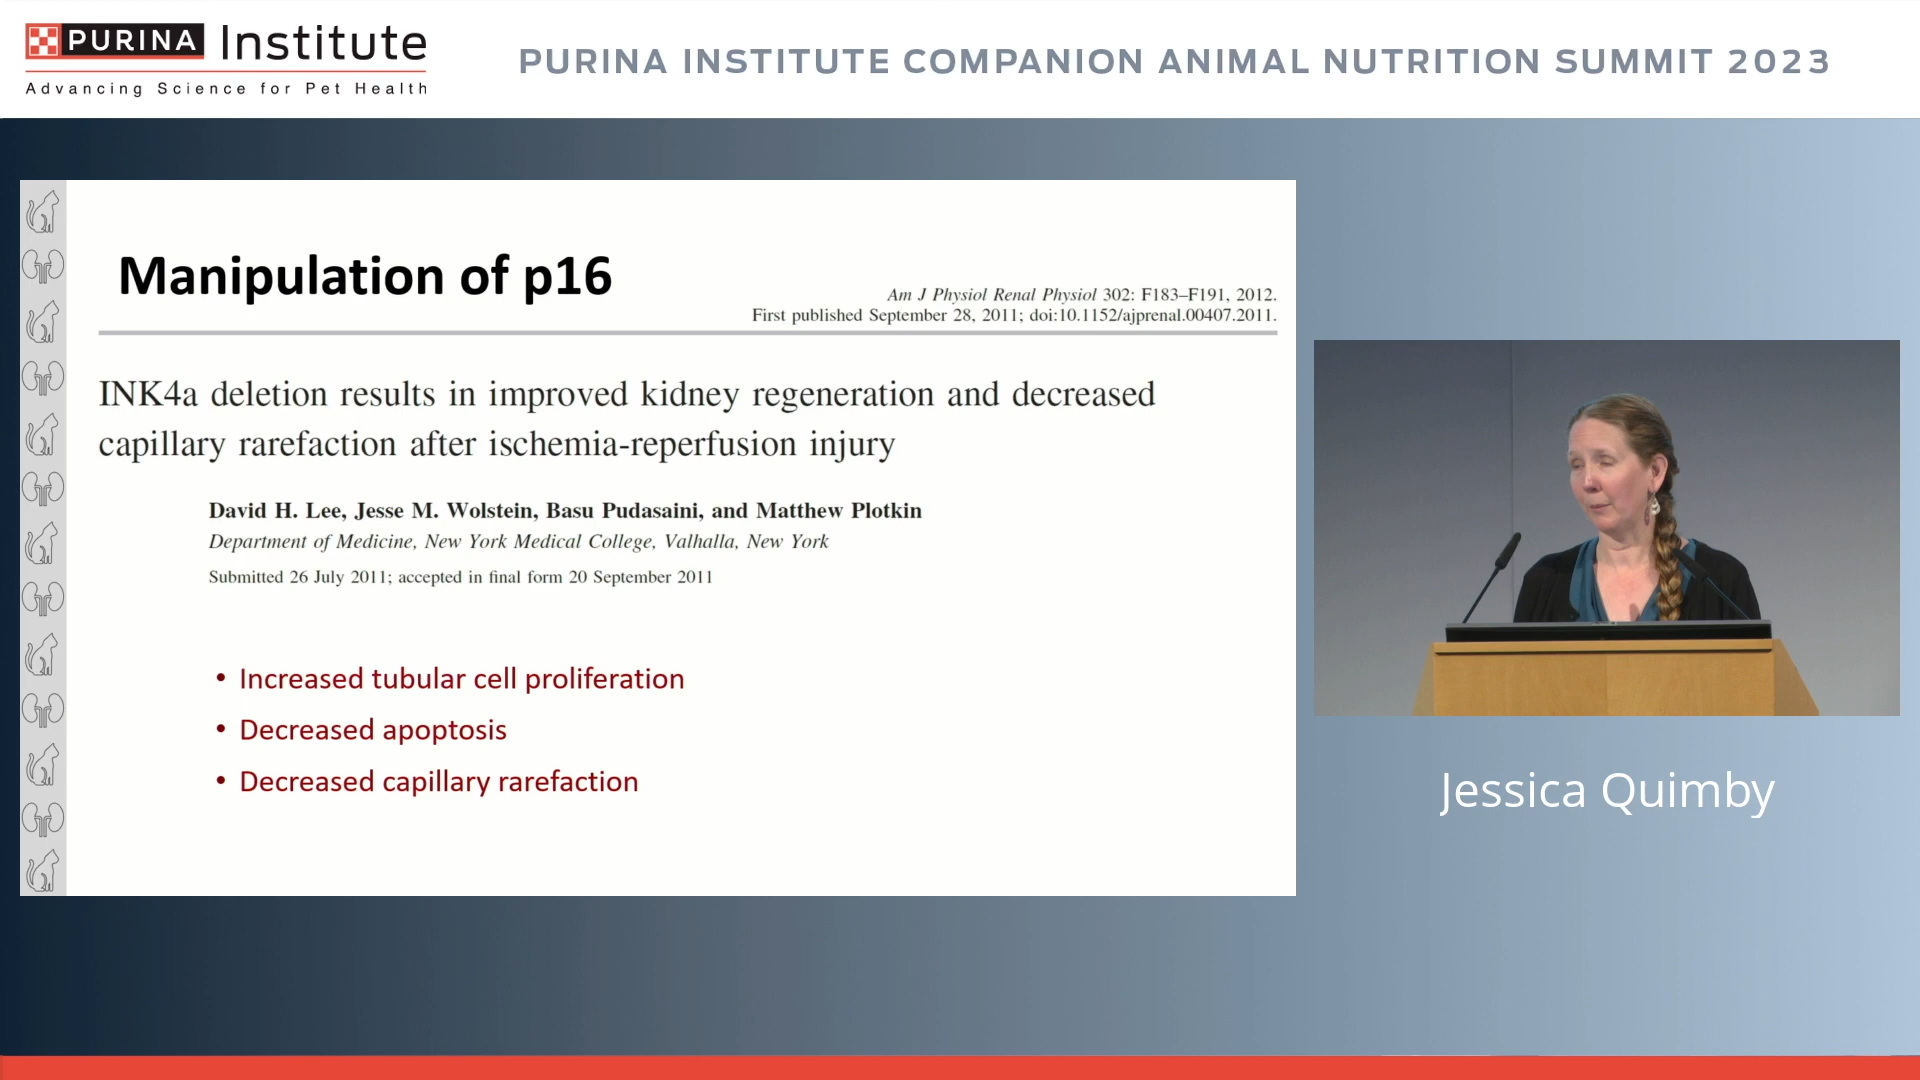 PURINA Institute
Advancing Science for Pet Health
PURINA INSTITUTE COMPANION ANIMAL NUTRITION SUMMIT 2023
Manipulation of p16
Am J Physiol Renal Physiol 302: F183–F191, 2012.
First published September 28, 2011; doi:10.1152/ajprenal.00407.2011.
INK4a deletion results in improved kidney regeneration and decreased
capillary rarefaction after ischemia-reperfusion injury
David H. Lee, Jesse M. Wolstein, Basu Pudasaini, and Matthew Plotkin
Department of Medicine, New York Medical College, Valhalla, New York
Submitted 26 July 2011; accepted in final form 20 September 2011
• Increased tubular cell proliferation
• Decreased apoptosis
• Decreased capillary rarefaction
Jessica Quimby